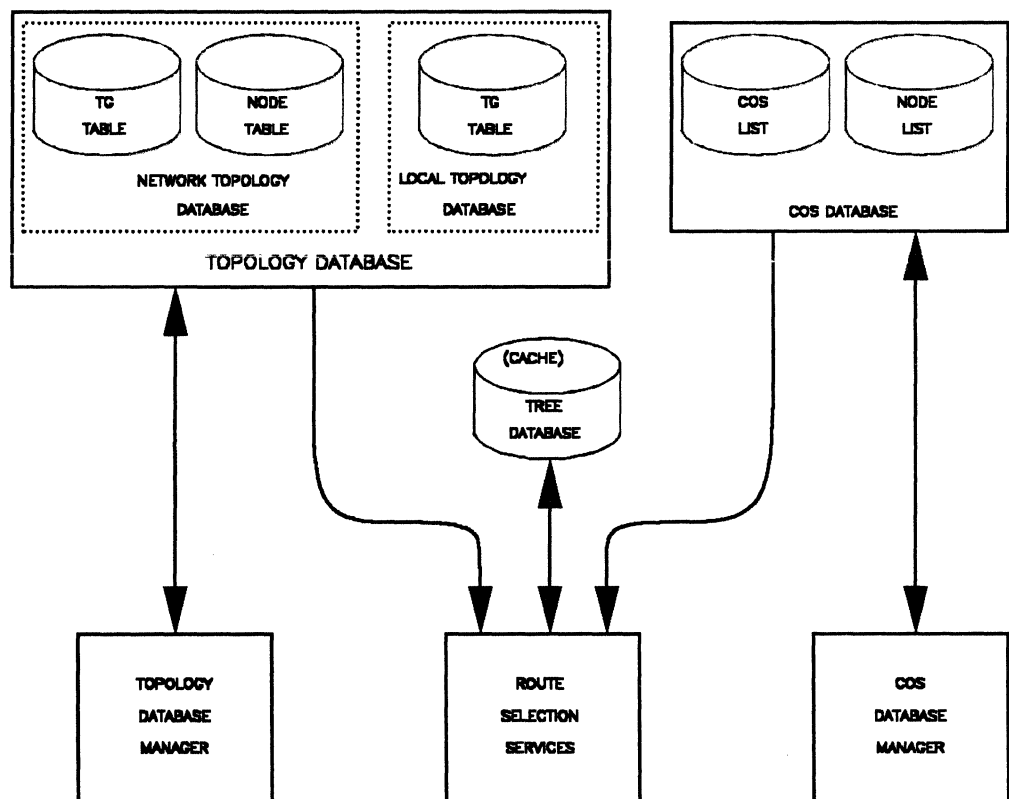 TG
TABLE
NODE
TABLE
NETWORK TOPOLOGY
DATABASE
TG
TABLE
LOCAL TOPOLOGY
DATABASE
TOPOLOGY DATABASE
COS
LIST
NODE
LIST
COS DATABASE
(CACHE)
TREE
DATABASE
TOPOLOGY
DATABASE
MANAGER
ROUTE
SELECTION
SERVICES
COS
DATABASE
MANAGER